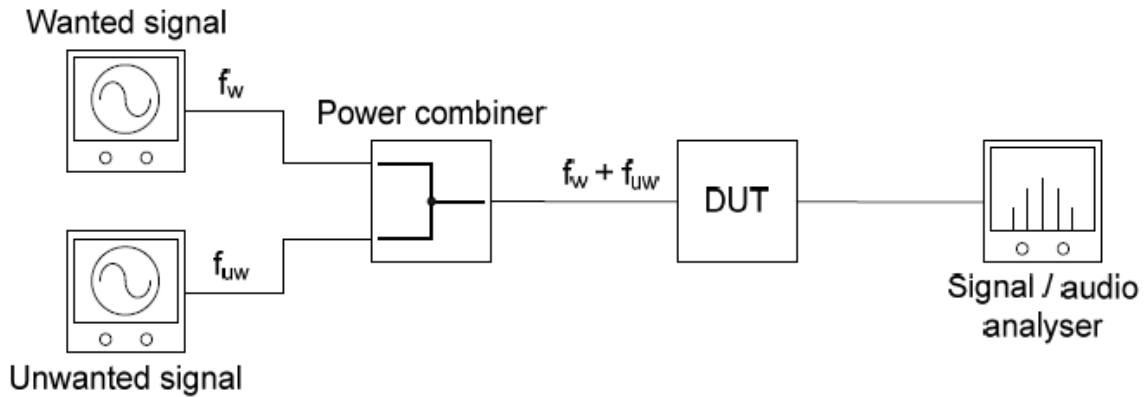 Wanted signal
fw
Power combiner
fw + fuw
DUT
fuw
Signal / audio
analyser
Unwanted signal